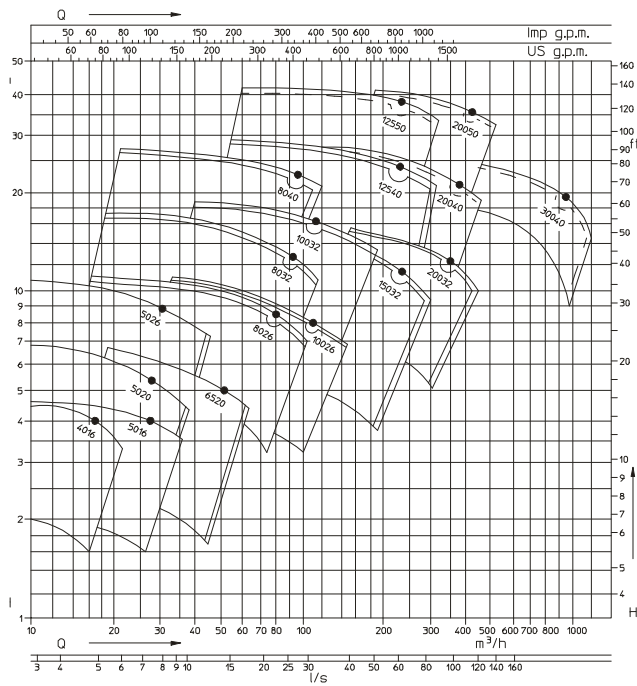 Q
50 60 80 100 150 200 300 400 500 600 800 1000 Imp g.p.m.
50 60 70 100 120 150 200 300 400 500 600 800 1000 1500 US g.p.m.
50 40 30 20 10 9 8 7 6 5 4 3 2 1
160 140 120 100 90 ft 80 70 60 50 40 30 20 10 9 8 7 6 5 4 H
12550 20050
8040 12540 20040 30040
10032
8032 15032 20032
5026 8026 10026
5020 6520
4016 5016
10 20 30 40 50 60 70 80 100 200 300 400 500 600 700 800 1000
Q m³/h
3 4 5 6 7 8 9 10 15 20 25 30 40 50 60 70 80 100 120 140 160
l/s